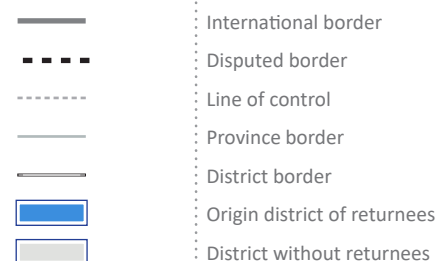 International border
Disputed border
Line of control
Province border
District border
Origin district of returnees
District without returnees